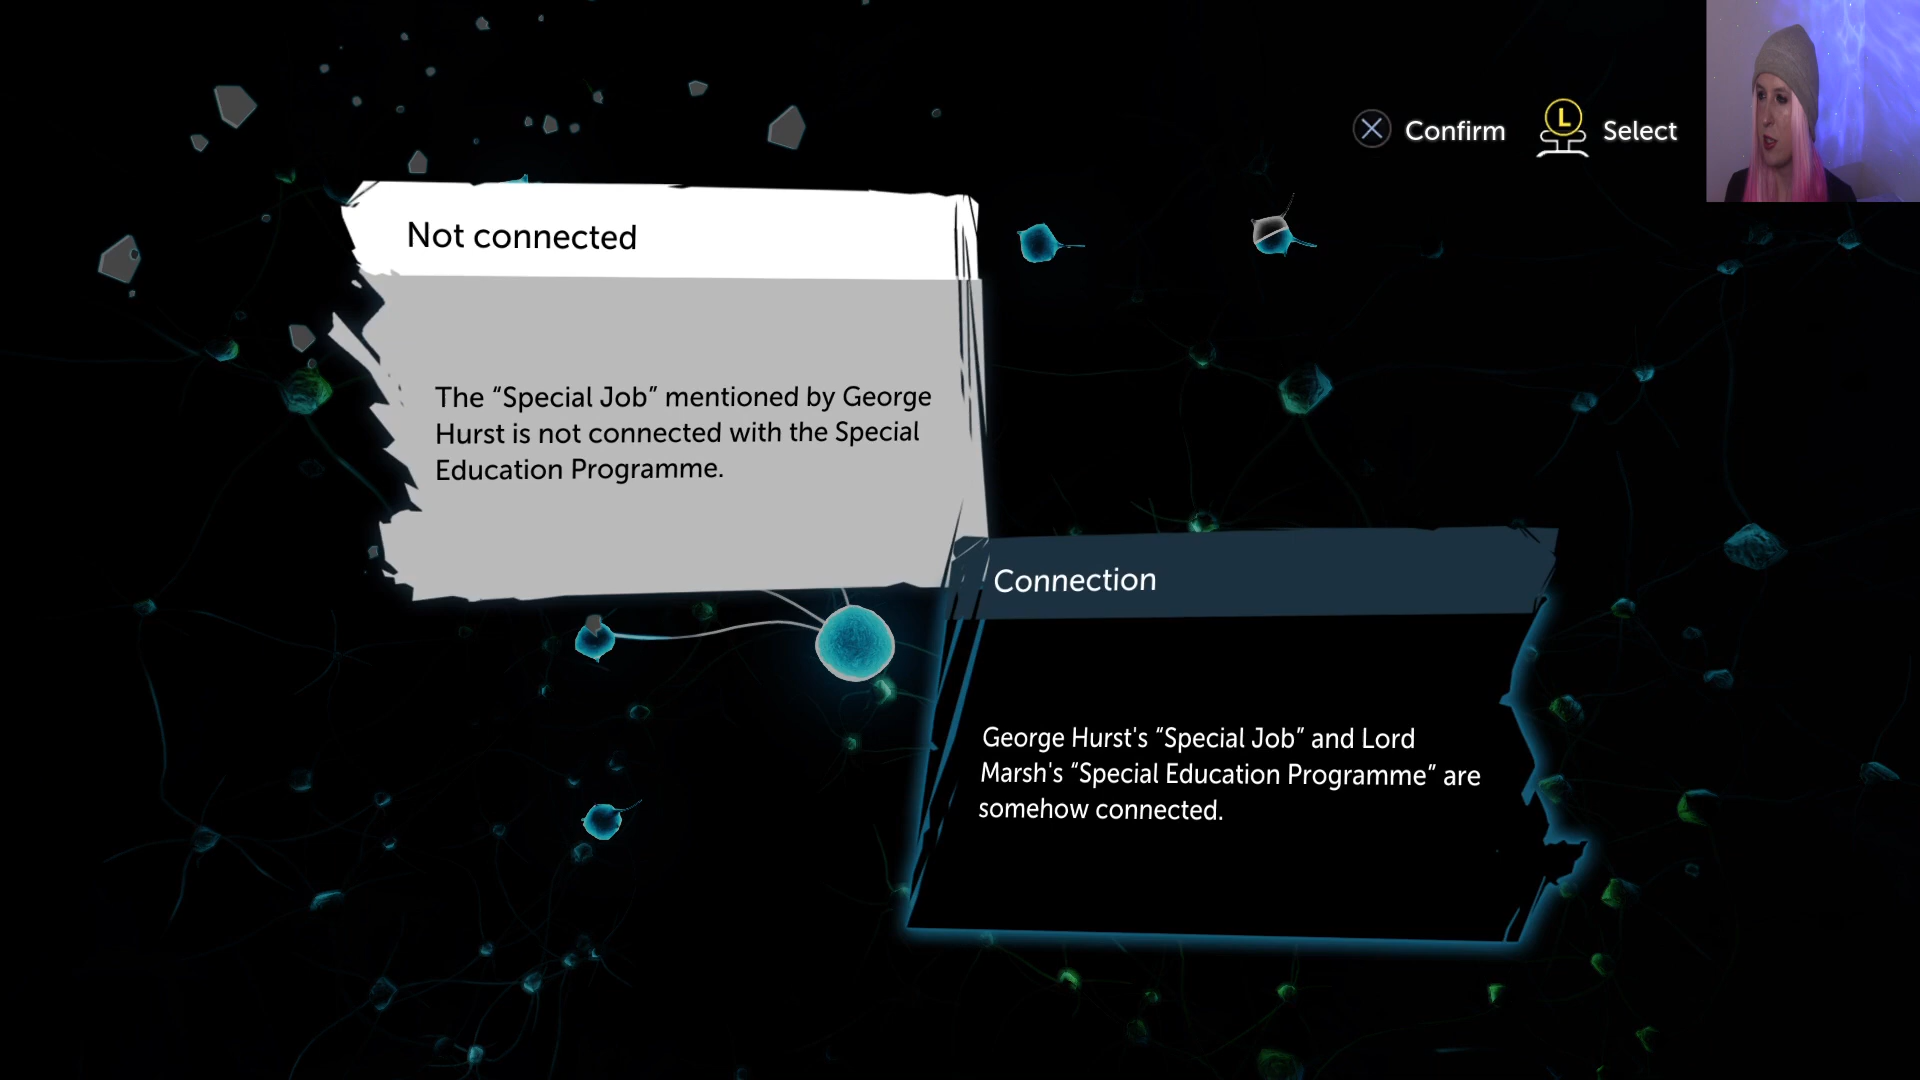 Confirm
L
Select
Not connected
The “Special Job” mentioned by George
Hurst is not connected with the Special
Education Programme.
Connection
George Hurst's “Special Job” and Lord
Marsh's “Special Education Programme” are
somehow connected.